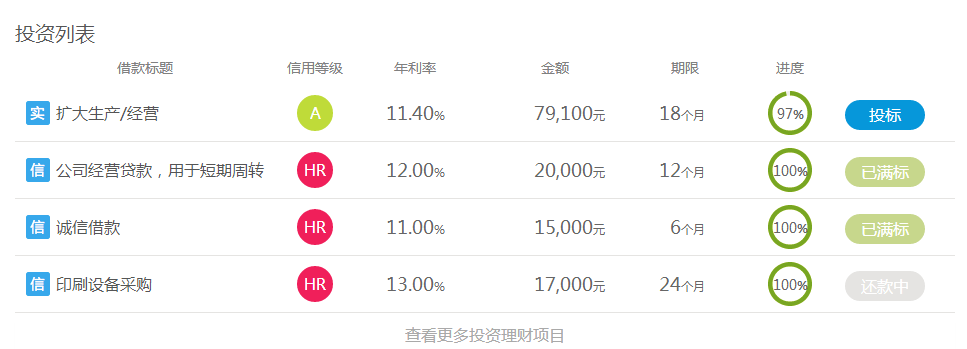 投资列表
借款标题 信用等级 年利率 金额 期限 进度
实 扩大生产/经营 A 11.40% 79,100元 18个月 97% 投标
信 公司经营贷款，用于短期周转 HR 12.00% 20,000元 12个月 100% 已满标
信 诚信借款 HR 11.00% 15,000元 6个月 100% 已满标
信 印刷设备采购 HR 13.00% 17,000元 24个月 100% 还款中
查看更多投资理财项目